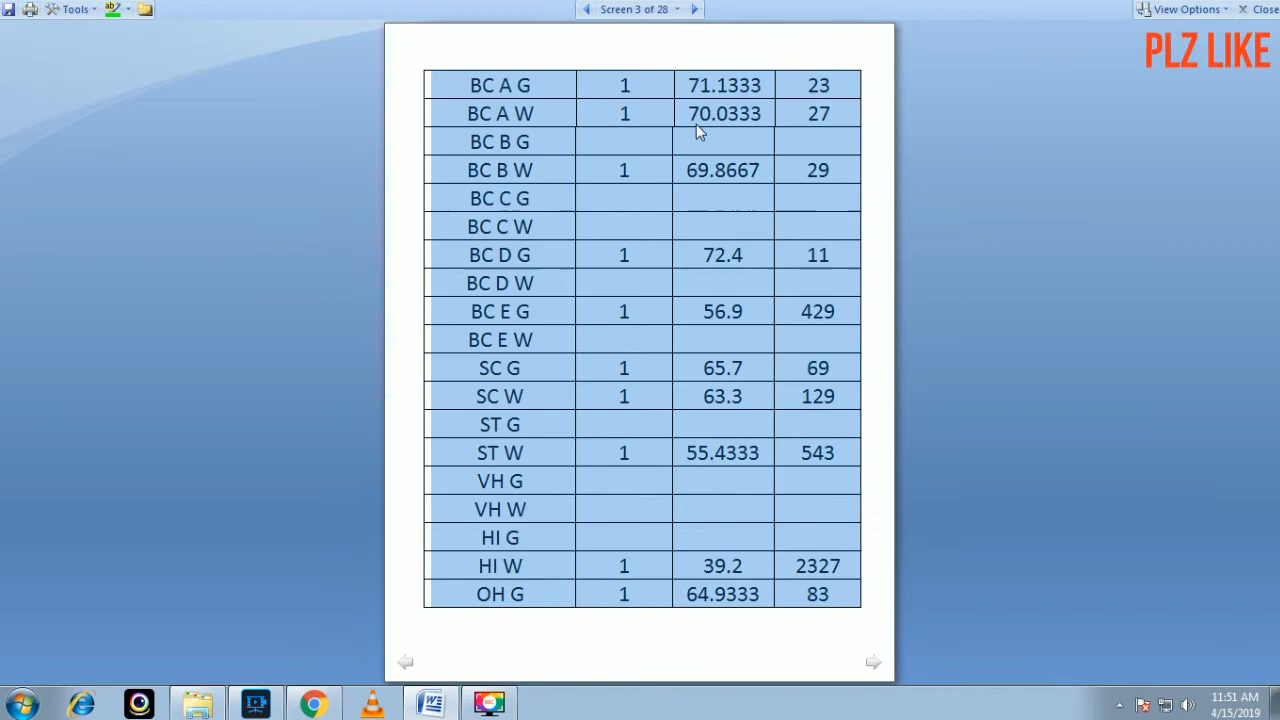 Tools
Screen 3 of 28
View Options
Close
PLZ LIKE
BC A G 1 71.1333 23
BC A W 1 70.0333 27
BC B G
BC B W 1 69.8667 29
BC C G
BC C W
BC D G 1 72.4 11
BC D W
BC E G 1 56.9 429
BC E W
SC G 1 65.7 69
SC W 1 63.3 129
ST G
ST W 1 55.4333 543
VH G
VH W
HI G
HI W 1 39.2 2327
OH G 1 64.9333 83
11:51 AM
4/15/2019